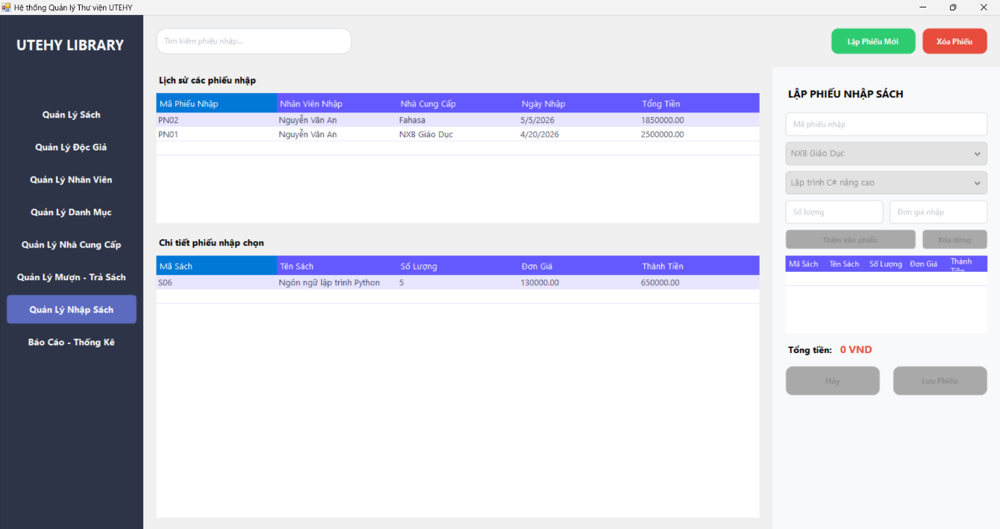 Hệ thống Quản lý Thư viện UTEHY
UTEHY LIBRARY
Quản Lý Sách
Quản Lý Độc Giả
Quản Lý Nhân Viên
Quản Lý Danh Mục
Quản Lý Nhà Cung Cấp
Quản Lý Mượn - Trả Sách
Quản Lý Nhập Sách
Báo Cáo - Thống Kê
Tìm kiếm phiếu nhập...
Lập Phiếu Mới Xóa Phiếu
Lịch sử các phiếu nhập
Mã Phiếu Nhập Nhân Viên Nhập Nhà Cung Cấp Ngày Nhập Tổng Tiền
PN02 Nguyễn Văn An Fahasa 5/5/2026 1850000.00
PN01 Nguyễn Văn An NXB Giáo Dục 4/20/2026 2500000.00
Chi tiết phiếu nhập chọn
Mã Sách Tên Sách Số Lượng Đơn Giá Thành Tiền
S06 Ngôn ngữ lập trình Python 5 130000.00 650000.00
LẬP PHIẾU NHẬP SÁCH
Mã phiếu nhập
NXB Giáo Dục
Lập trình C# nâng cao
Số lượng Đơn giá nhập
Thêm vào phiếu Xóa dòng
Mã Sách Tên Sách Số Lượng Đơn Giá Thành Tiền
Tổng tiền: 0 VND
Hủy Lưu Phiếu